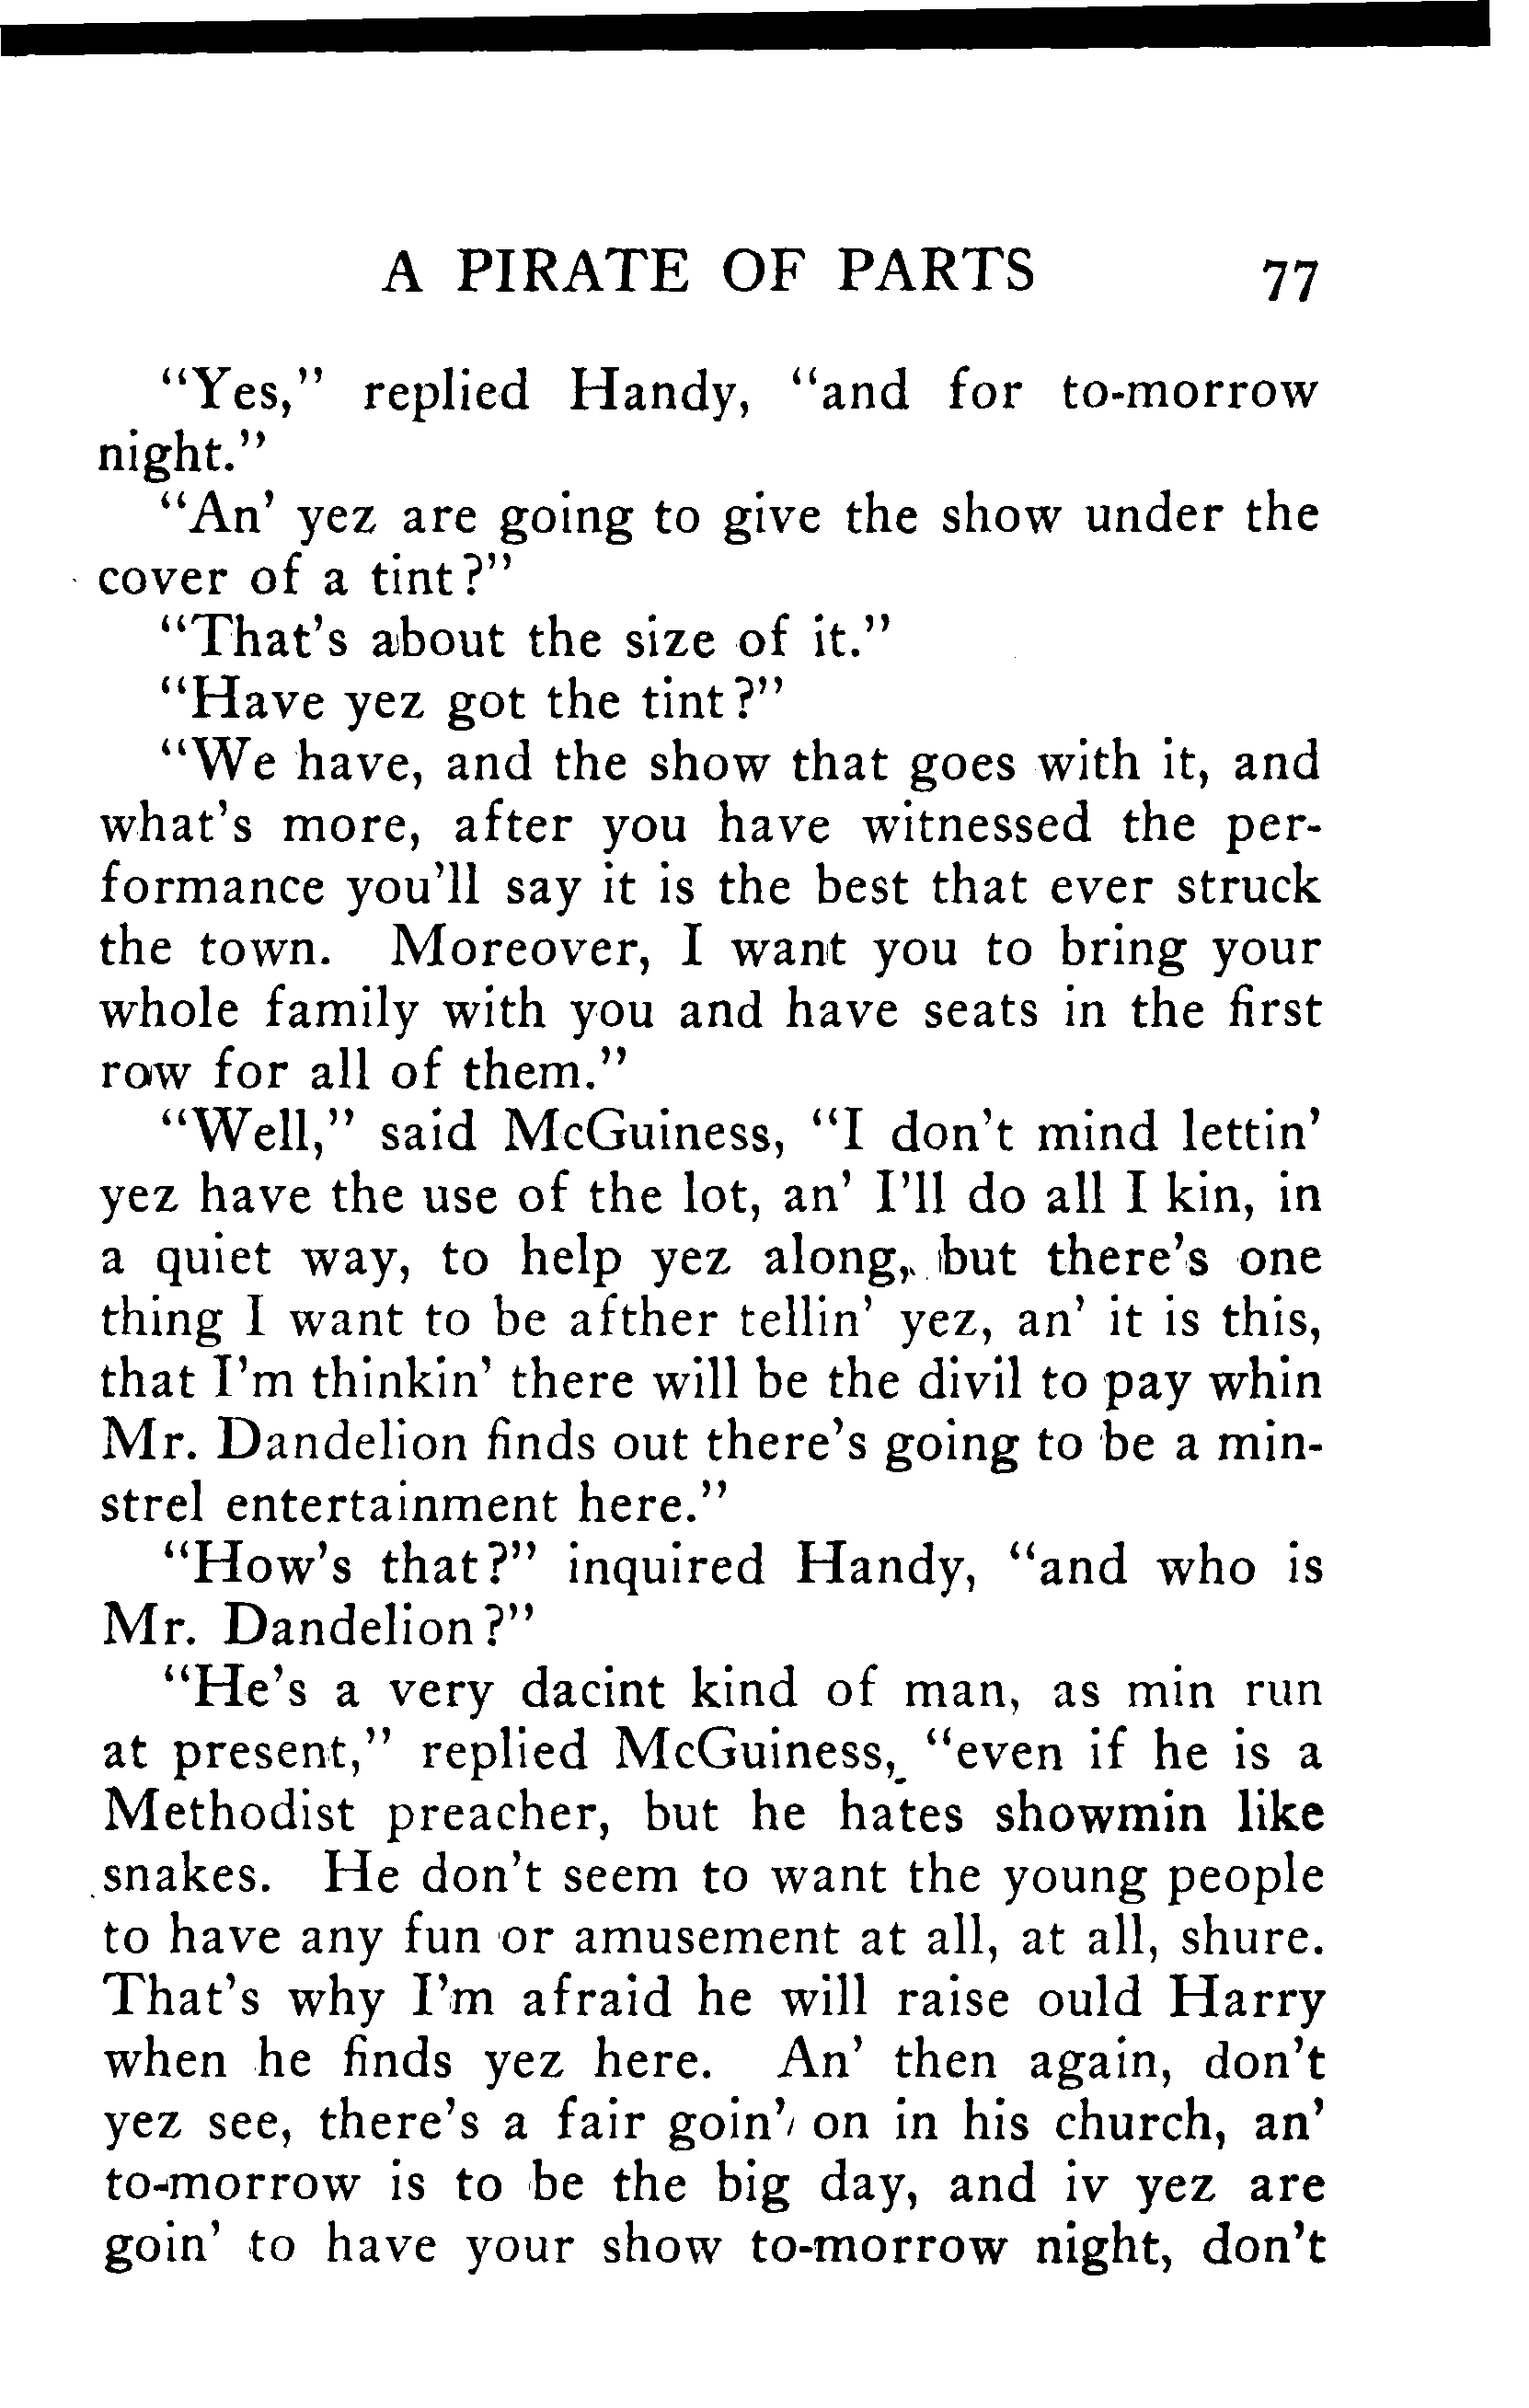 A PIRATE OF PARTS 77
"Yes," replied Handy, "and for to-morrow
night."
"An' yez are going to give the show under the
cover of a tint?"
"That's about the size of it."
"Have yez got the tint?"
"We have, and the show that goes with it, and
what's more, after you have witnessed the per-
formance you'll say it is the best that ever struck
the town. Moreover, I want you to bring your
whole family with you and have seats in the first
row for all of them."
"Well," said McGuiness, "I don't mind lettin'
yez have the use of the lot, an' I'll do all I kin, in
a quiet way, to help yez along, but there's one
thing I want to be afther tellin' yez, an' it is this,
that I'm thinkin' there will be the divil to pay whin
Mr. Dandelion finds out there's going to be a min-
strel entertainment here."
"How's that?" inquired Handy, "and who is
Mr. Dandelion?"
"He's a very dacint kind of man, as min run
at present," replied McGuiness, "even if he is a
Methodist preacher, but he hates showmin like
snakes. He don't seem to want the young people
to have any fun or amusement at all, at all, shure.
That's why I'm afraid he will raise ould Harry
when he finds yez here. An' then again, don't
yez see, there's a fair goin' on in his church, an'
to-morrow is to be the big day, and iv yez are
goin' to have your show to-morrow night, don't